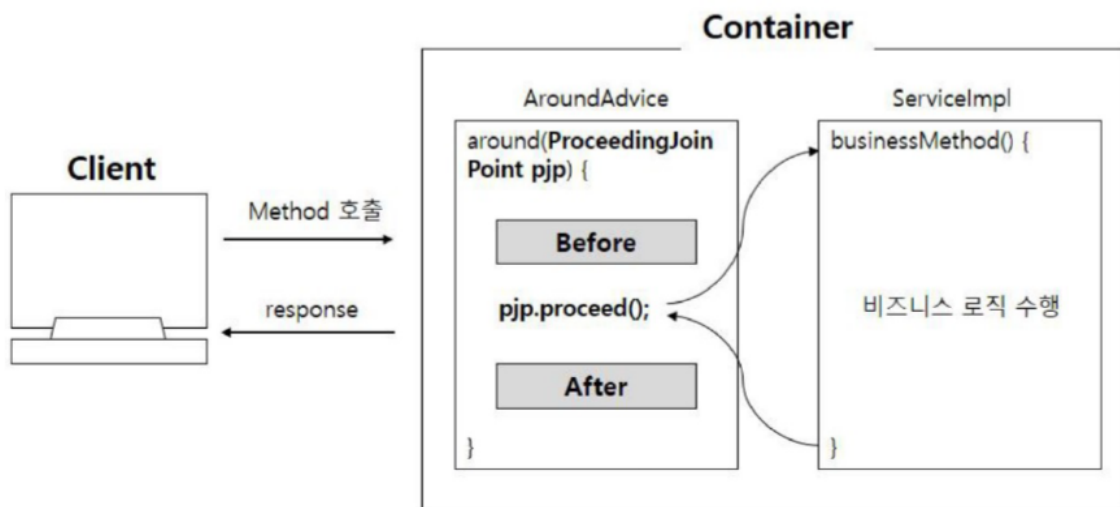 Container
AroundAdvice
ServiceImpl
around(ProceedingJoin
Point pjp) {
businessMethod() {
Client
Method 호출
Before
response
pjp.proceed();
비즈니스 로직 수행
After
}
}